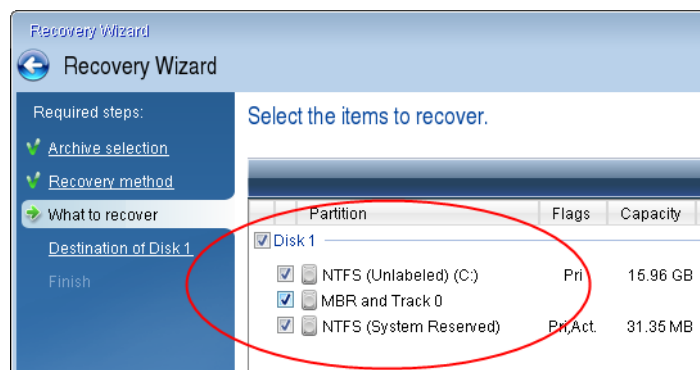 Recovery Wizard
Recovery Wizard
Required steps:
Select the items to recover.
Archive selection
Recovery method
What to recover
Partition Flags Capacity
Disk 1
Destination of Disk 1
NTFS (Unlabeled) (C:) Pri 15.96 GB
Finish
MBR and Track 0
NTFS (System Reserved) Pri,Act. 31.35 MB